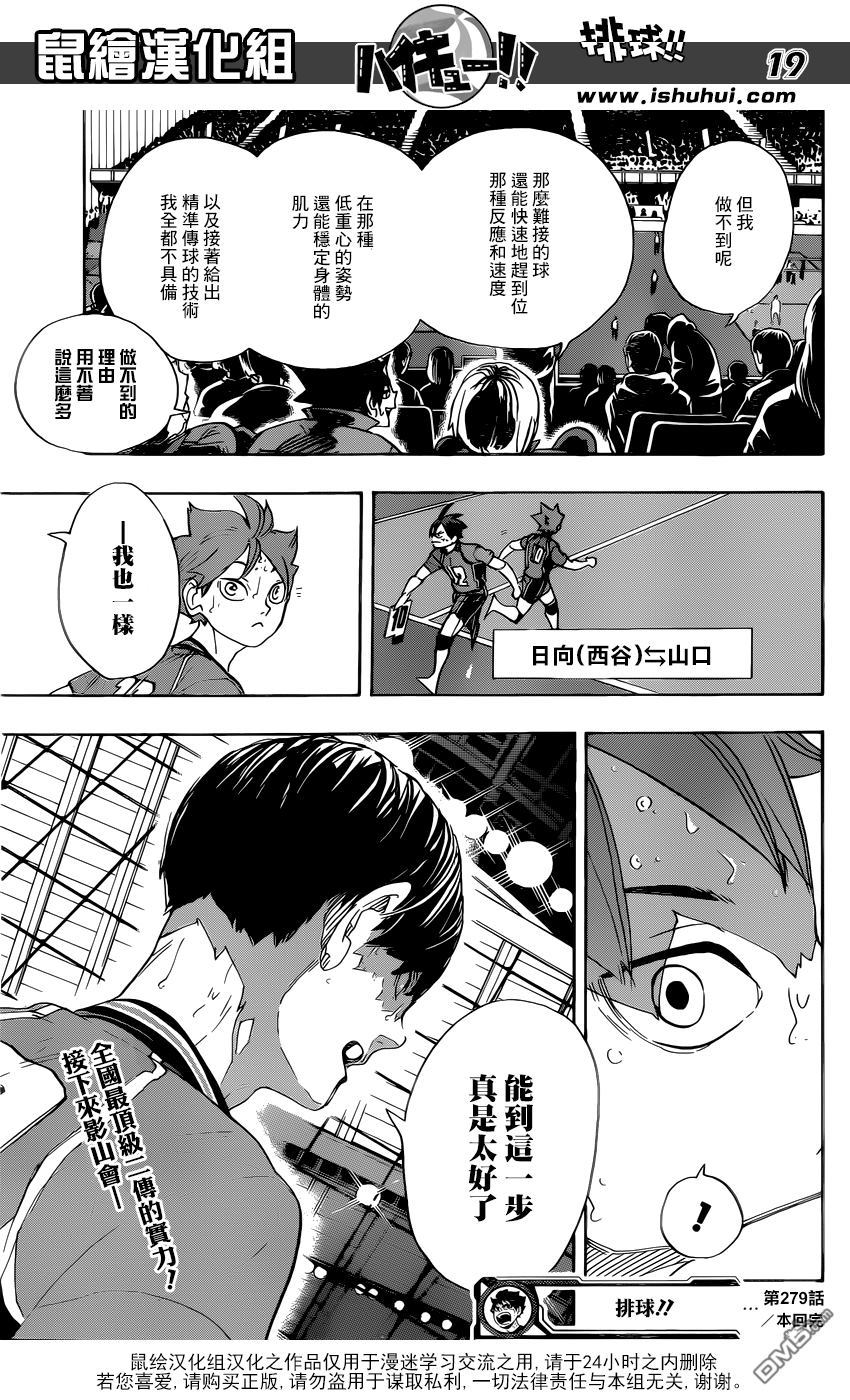 鼠繪漢化組
ハイキュー!!
排球!!
19
www.ishuhui.com
但我
做不到呢
那麼難接的球
還能快速地趕到位
那種反應和速度
在那種
低重心的姿勢
還能穩定身體的
肌力
以及接著給出
精準傳球的技術
我全都不具備
做不到的
理由
用不著
說這麼多
10
2
10
日向(西谷)⇆山口
—我也一樣
!
能到這一步
真是太好了
全國最頂級二傳的實力!
接下來影山會—
排球!!
…
第279話
／本回完
DM5.com
鼠绘汉化组汉化之作品仅用于漫迷学习交流之用, 请于24小时之内删除
若您喜爱, 请购买正版, 请勿盗用于谋取私利, 一切法律责任与本组无关, 谢谢.